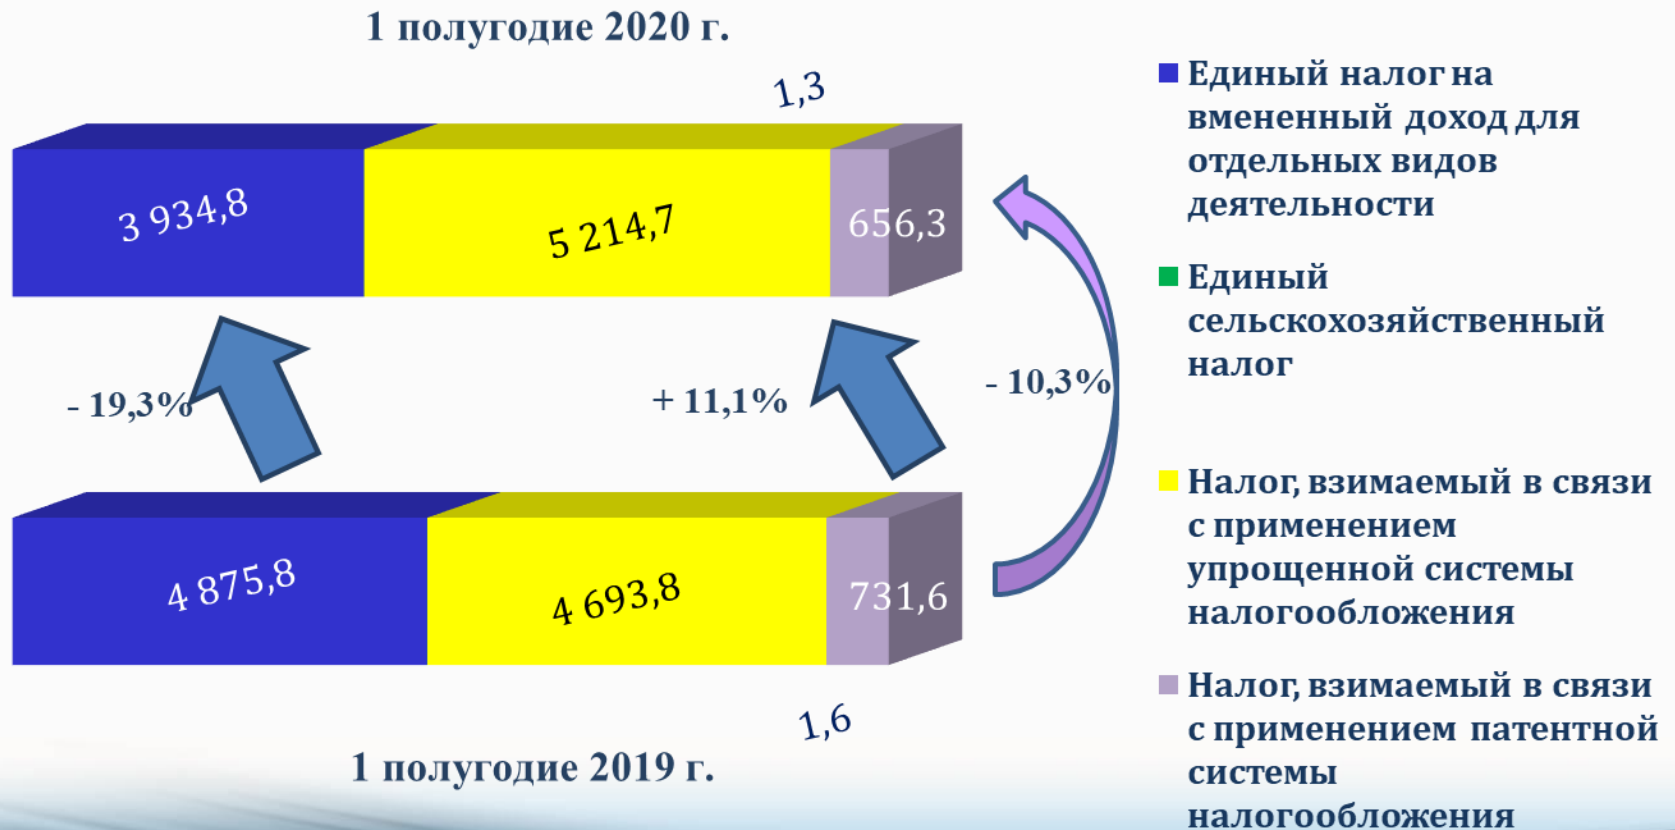 1 полугодие 2020 г.
1,3
3 934,8
5 214,7
656,3
- 19,3%
+ 11,1%
- 10,3%
4 875,8
4 693,8
731,6
1,6
1 полугодие 2019 г.
Единый налог на
вмененный доход для
отдельных видов
деятельности
Единый
сельскохозяйственный
налог
Налог, взимаемый в связи
с применением
упрощенной системы
налогообложения
Налог, взимаемый в связи
с применением патентной
системы
налогообложения